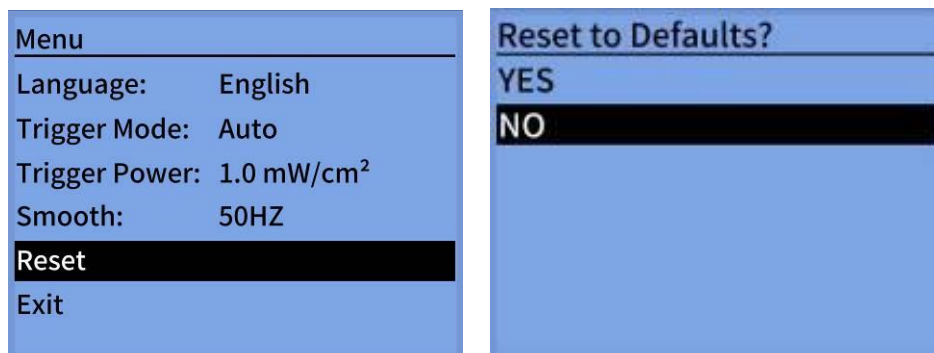 Menu
Language: English
Trigger Mode: Auto
Trigger Power: 1.0 mW/cm²
Smooth: 50HZ
Reset
Exit
Reset to Defaults?
YES
NO